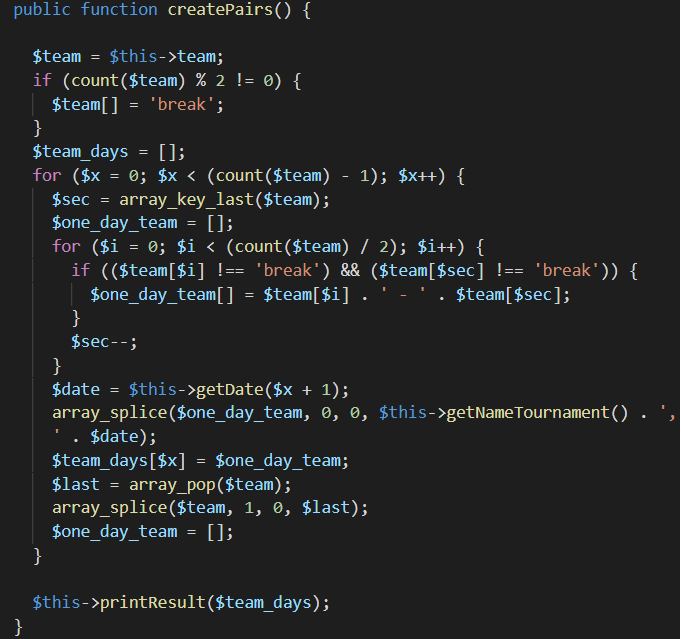 public function createPairs() {
$team = $this->team;
if (count($team) % 2 != 0) {
$team[] = 'break';
}
$team_days = [];
for ($x = 0; $x < (count($team) - 1); $x++) {
$sec = array_key_last($team);
$one_day_team = [];
for ($i = 0; $i < (count($team) / 2); $i++) {
if (($team[$i] !== 'break') && ($team[$sec] !== 'break')) {
$one_day_team[] = $team[$i] . ' - ' . $team[$sec];
}
$sec--;
}
$date = $this->getDate($x + 1);
array_splice($one_day_team, 0, 0, $this->getNameTournament() . ',
' . $date);
$team_days[$x] = $one_day_team;
$last = array_pop($team);
array_splice($team, 1, 0, $last);
$one_day_team = [];
}
$this->printResult($team_days);
}